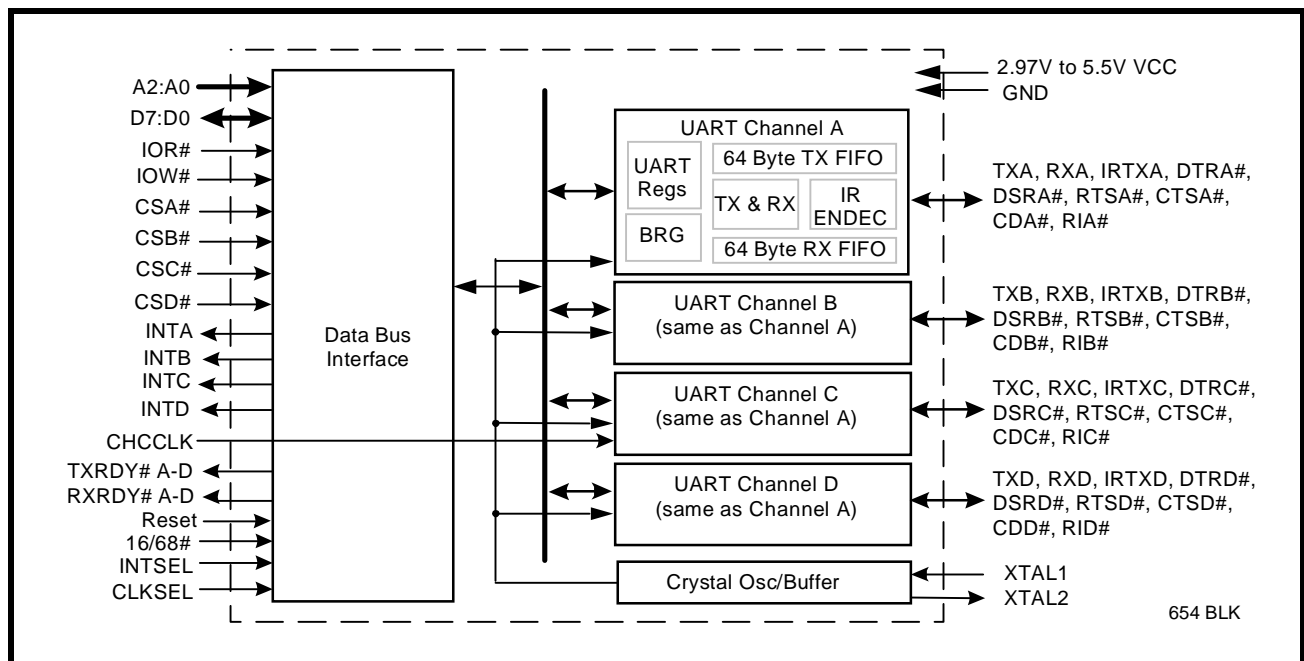 A2:A0
D7:D0
IOR#
IOW#
CSA#
CSB#
CSC#
CSD#
INTA
INTB
INTC
INTD
CHCCLK
TXRDY# A-D
RXRDY# A-D
Reset
16/68#
INTSEL
CLKSEL
Data Bus
Interface
UART Channel A
UART
Regs
BRG
64 Byte TX FIFO
TX & RX
IR
ENDEC
64 Byte RX FIFO
UART Channel B
(same as Channel A)
UART Channel C
(same as Channel A)
UART Channel D
(same as Channel A)
Crystal Osc/Buffer
2.97V to 5.5V VCC
GND
TXA, RXA, IRTXA, DTRA#,
DSRA#, RTSA#, CTSA#,
CDA#, RIA#
TXB, RXB, IRTXB, DTRB#,
DSRB#, RTSB#, CTSB#,
CDB#, RIB#
TXC, RXC, IRTXC, DTRC#,
DSRC#, RTSC#, CTSC#,
CDC#, RIC#
TXD, RXD, IRTXD, DTRD#,
DSRD#, RTSD#, CTSD#,
CDD#, RID#
XTAL1
XTAL2
654 BLK